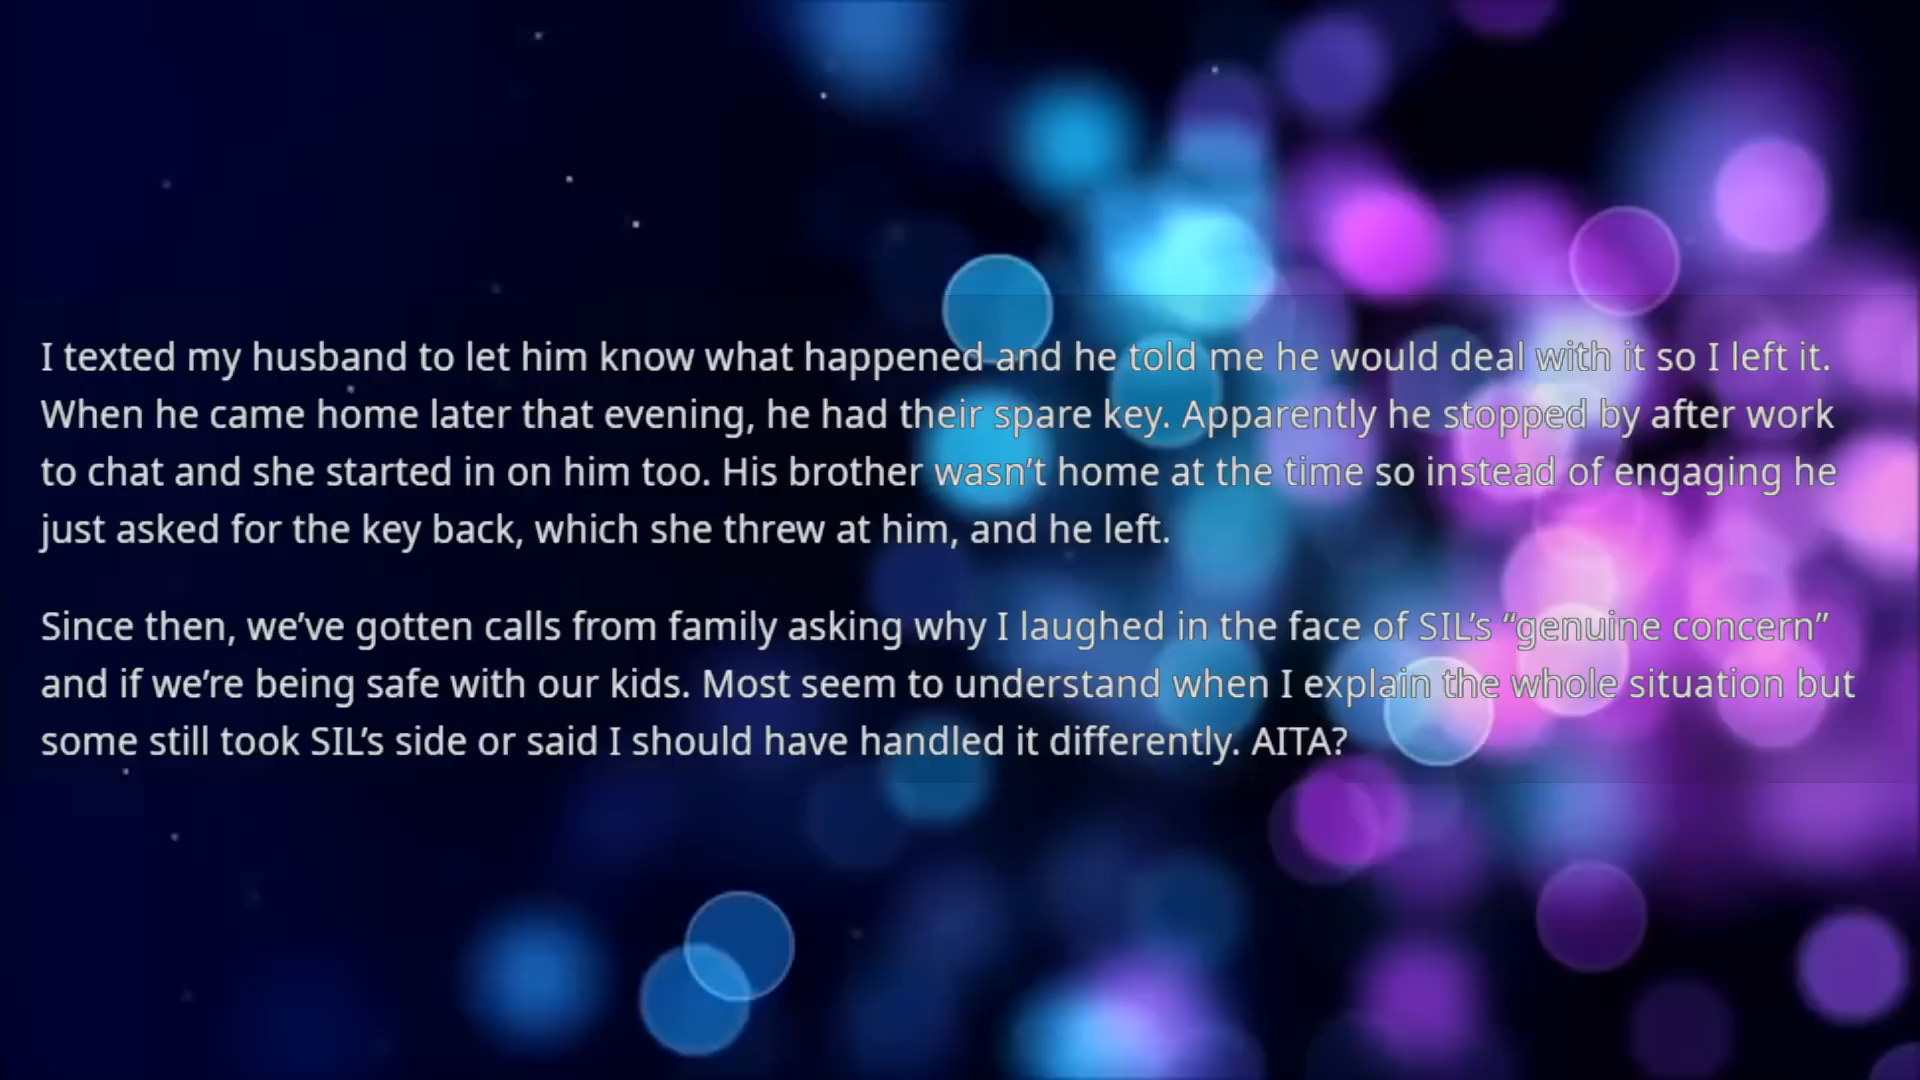 I texted my husband to let him know what happened and he told me he would deal with it so I left it.
When he came home later that evening, he had their spare key. Apparently he stopped by after work
to chat and she started in on him too. His brother wasn’t home at the time so instead of engaging he
just asked for the key back, which she threw at him, and he left.
Since then, we’ve gotten calls from family asking why I laughed in the face of SIL’s “genuine concern”
and if we’re being safe with our kids. Most seem to understand when I explain the whole situation but
some still took SIL’s side or said I should have handled it differently. AITA?